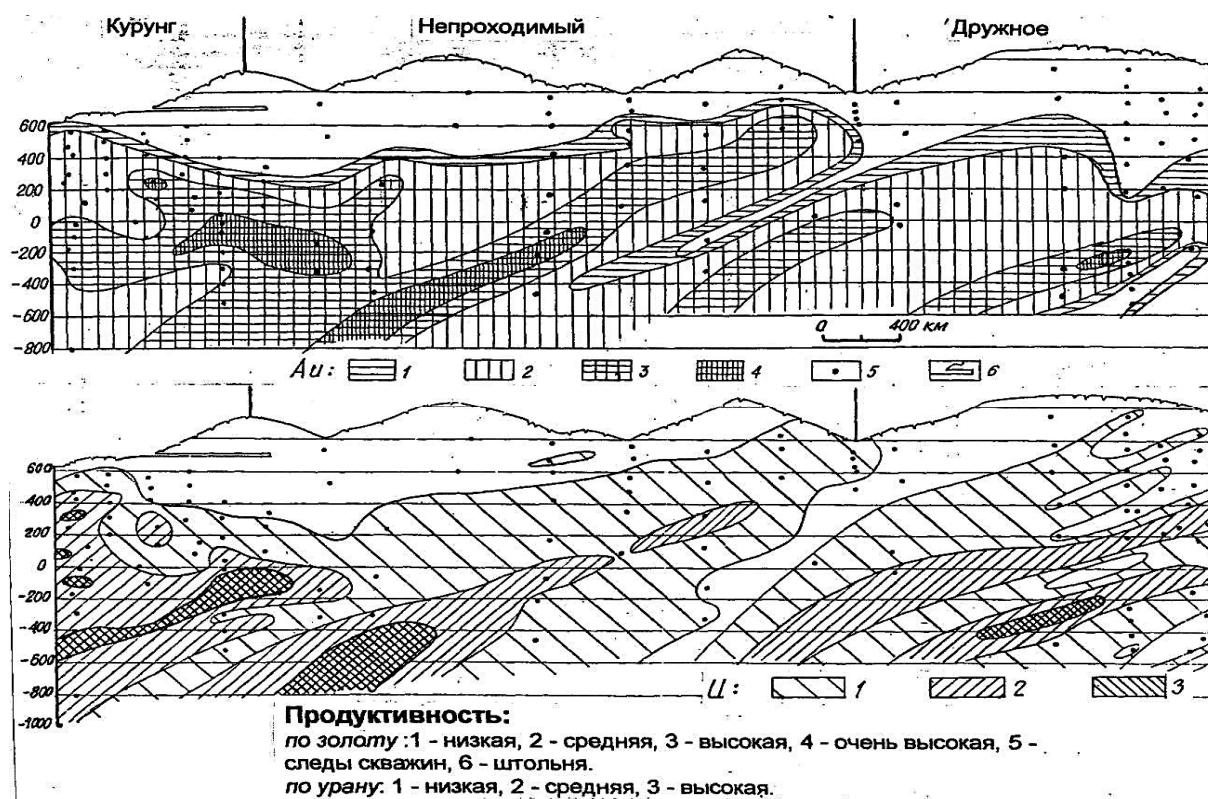 Курунг Непроходимый Дружное
600
400
200
0
-200
-400
-600
-800
0 400 км
Au: 1 2 3 4 5 6
600
400
200
0
-200
-400
-600
-800
-1000
U: 1 2 3
Продуктивность:
по золоту :1 - низкая, 2 - средняя, 3 - высокая, 4 - очень высокая, 5 -
следы скважин, 6 - штольня.
по урану: 1 - низкая, 2 - средняя, 3 - высокая.